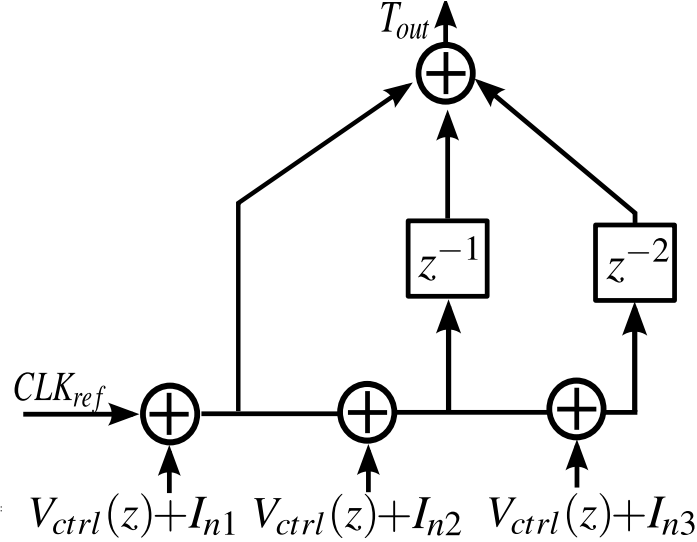 T_out
z^−1
z^−2
CLK_ref
V_ctrl(z)+I_n1 V_ctrl(z)+I_n2 V_ctrl(z)+I_n3